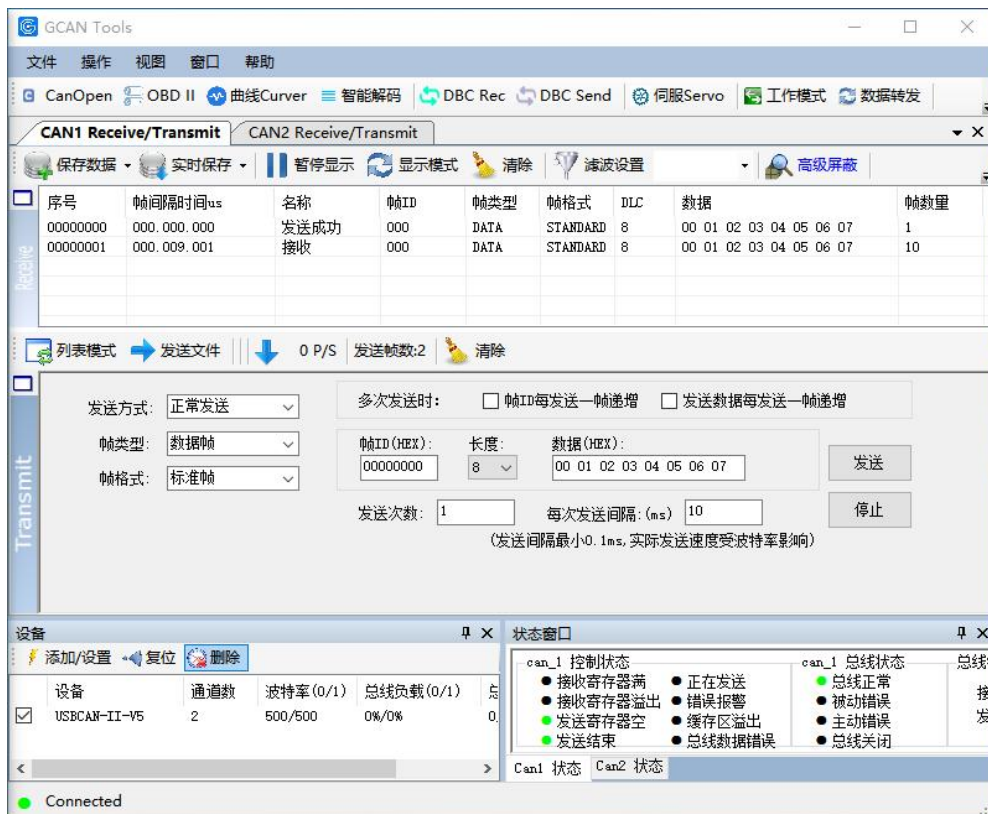 GCAN Tools
文件 操作 视图 窗口 帮助
CanOpen OBD II 曲线Curver 智能解码 DBC Rec DBC Send 伺服Servo 工作模式 数据转发
CAN1 Receive/Transmit CAN2 Receive/Transmit
保存数据 实时保存 暂停显示 显示模式 清除 滤波设置 高级屏蔽
序号 帧间隔时间us 名称 帧ID 帧类型 帧格式 DLC 数据 帧数量
00000000 000.000.000 发送成功 000 DATA STANDARD 8 00 01 02 03 04 05 06 07 1
00000001 000.009.001 接收 000 DATA STANDARD 8 00 01 02 03 04 05 06 07 10
Receive
列表模式 发送文件 0 P/S 发送帧数:2 清除
Transmit
发送方式: 正常发送 多次发送时: 帧ID每发送一帧递增 发送数据每发送一帧递增
帧类型: 数据帧 帧ID(HEX): 长度: 数据(HEX):
帧格式: 标准帧 00000000 8 00 01 02 03 04 05 06 07 发送
发送次数: 1 每次发送间隔:(ms) 10 停止
(发送间隔最小0.1ms,实际发送速度受波特率影响)
设备
添加/设置 复位 删除
设备 通道数 波特率(0/1) 总线负载(0/1) 总
USBCAN-II-V5 2 500/500 0%/0% 0.
状态窗口
can_1 控制状态
接收寄存器满 正在发送
接收寄存器溢出 错误报警
发送寄存器空 缓存区溢出
发送结束 总线数据错误
can_1 总线状态
总线正常
被动错误
主动错误
总线关闭
总线
接
发
Can1 状态 Can2 状态
Connected